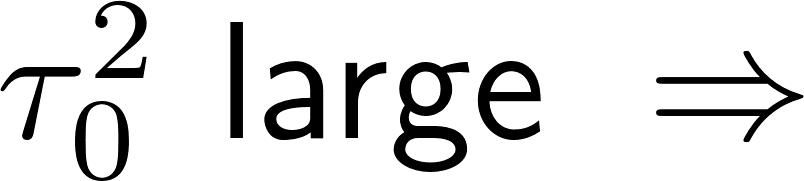 τ₀² large ⇒